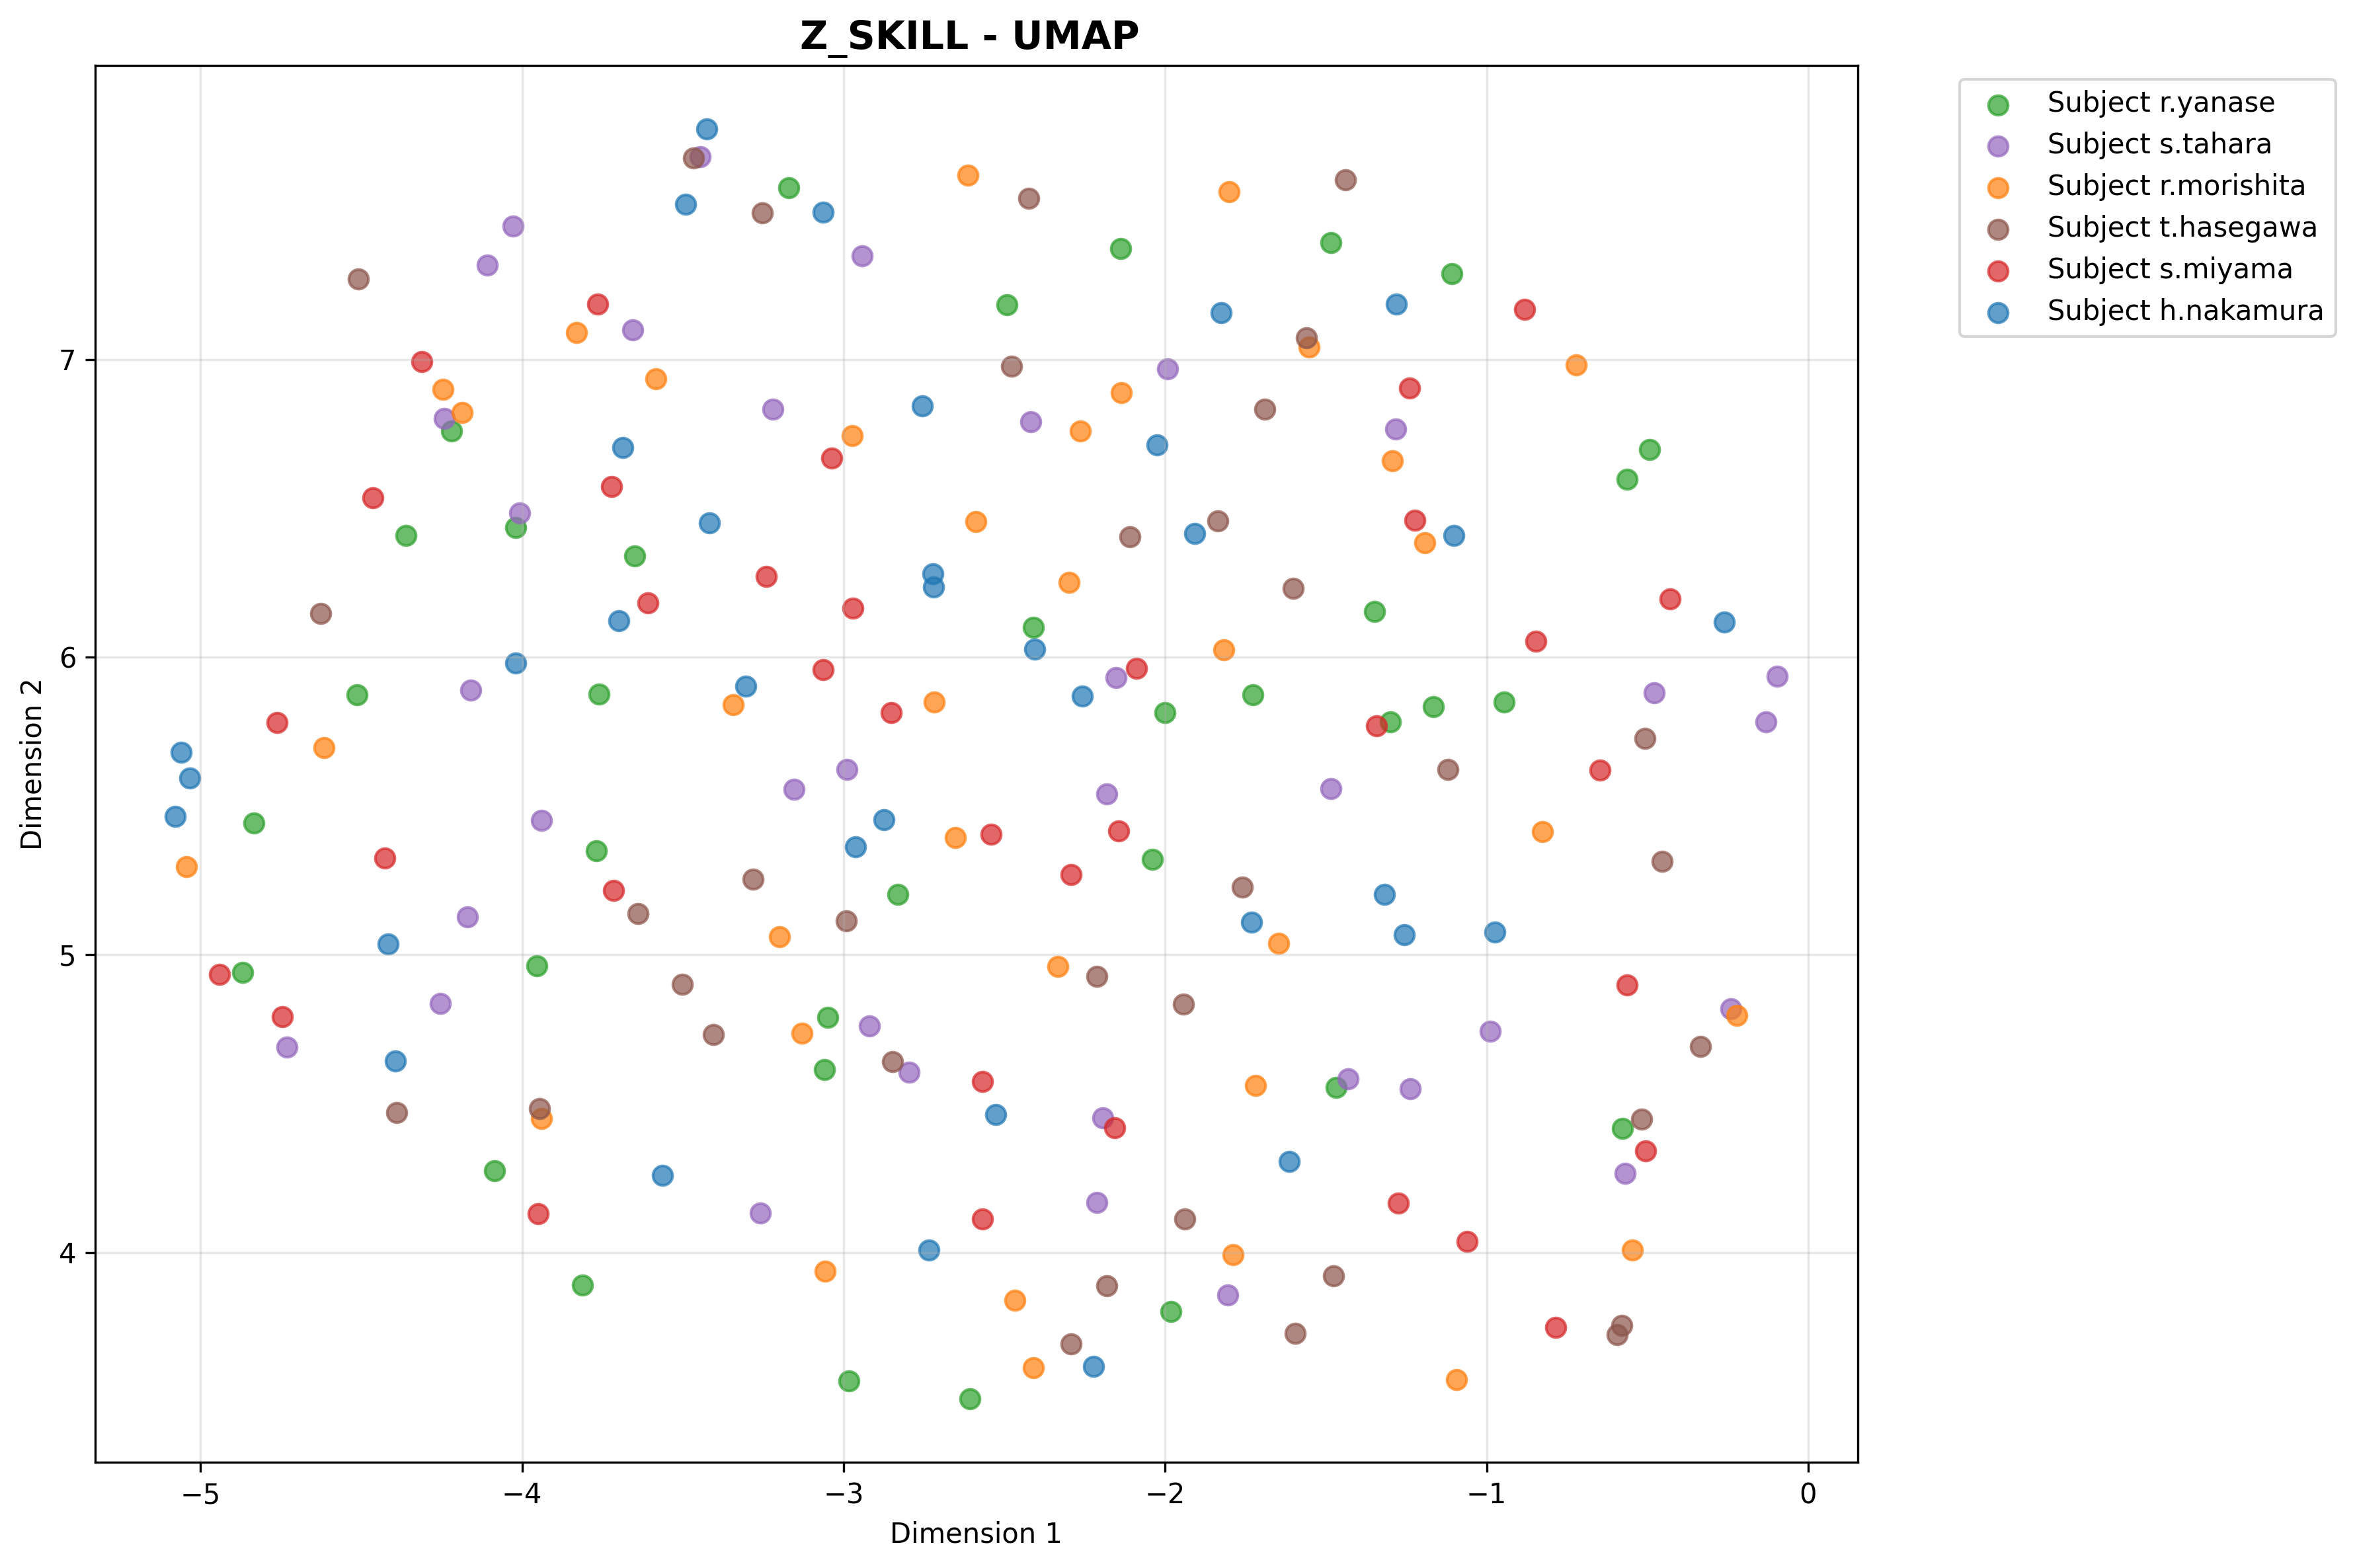 Z_SKILL - UMAP
Subject r.yanase
Subject s.tahara
Subject r.morishita
Subject t.hasegawa
Subject s.miyama
Subject h.nakamura
7
6
5
4
Dimension 2
−5
−4
−3
−2
−1
0
Dimension 1